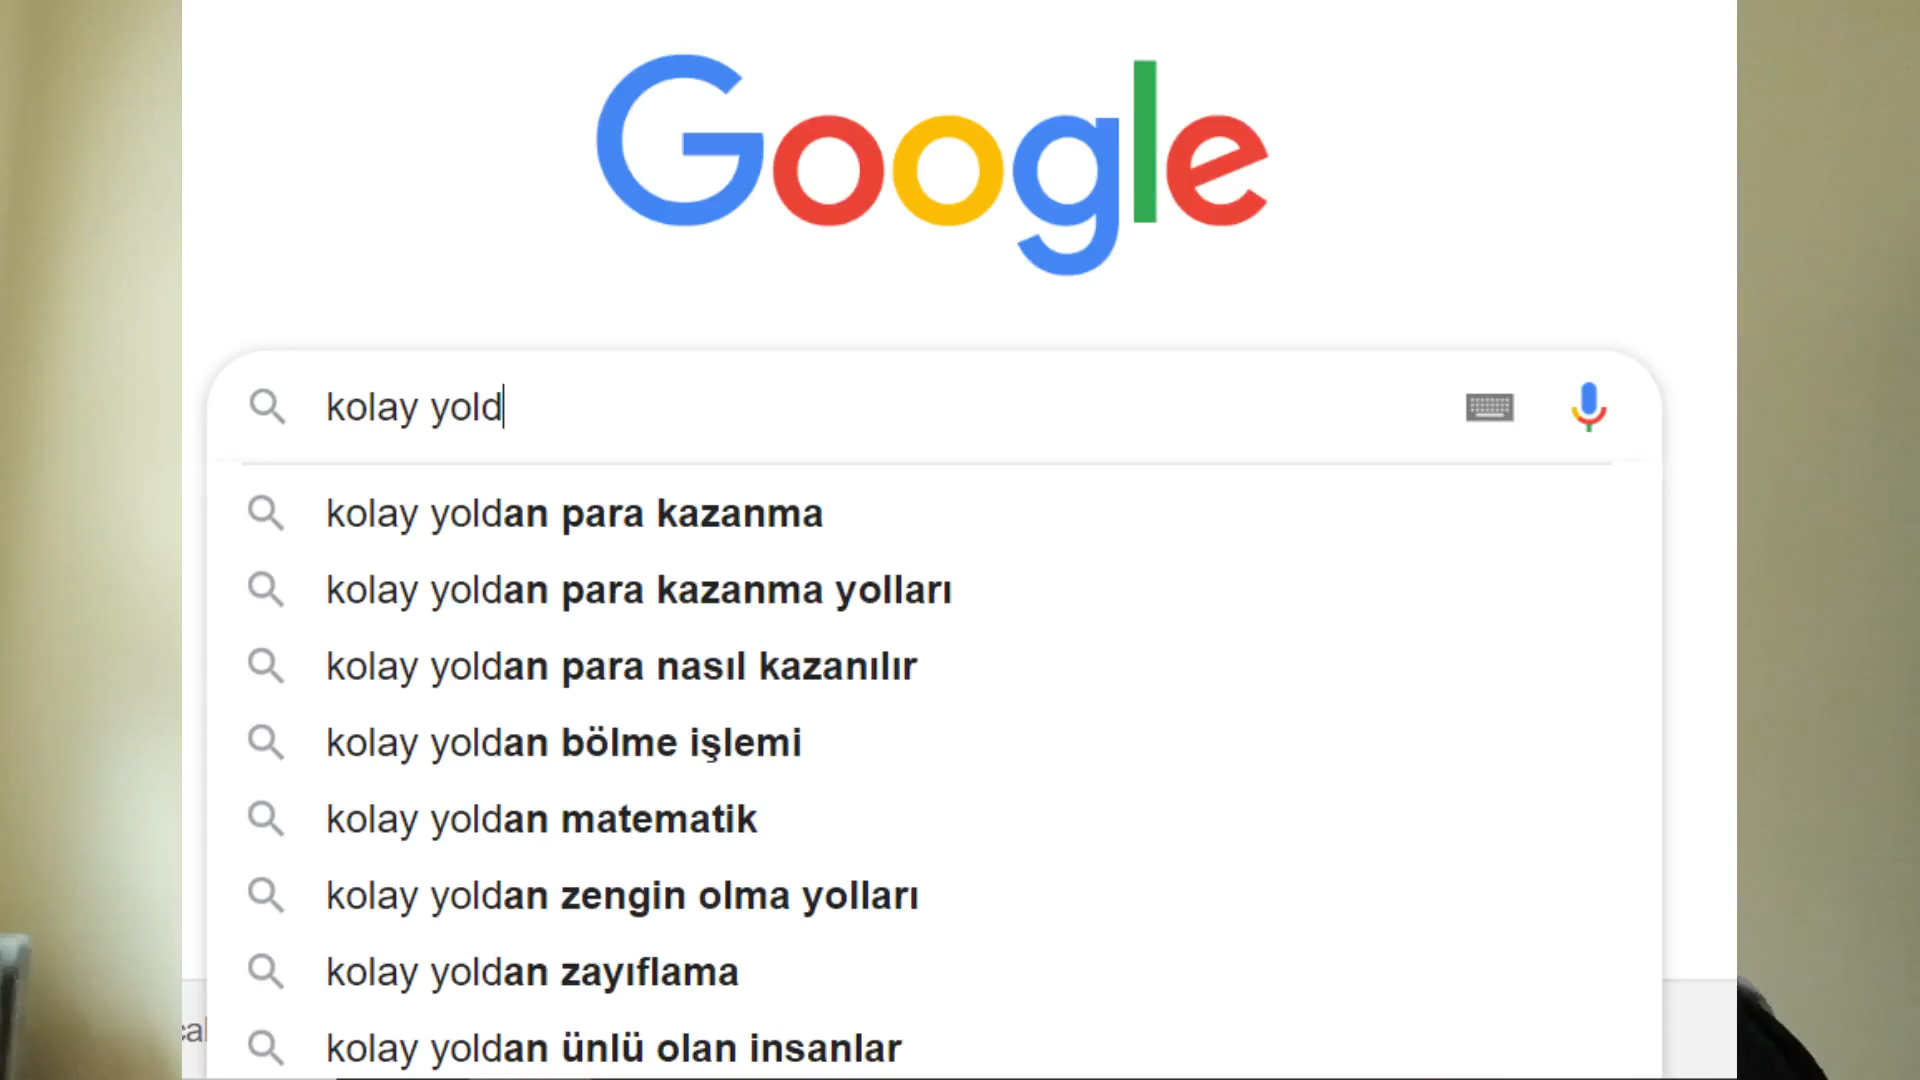 Google
kolay yold
kolay yoldan para kazanma
kolay yoldan para kazanma yolları
kolay yoldan para nasıl kazanılır
kolay yoldan bölme işlemi
kolay yoldan matematik
kolay yoldan zengin olma yolları
kolay yoldan zayıflama
kolay yoldan ünlü olan insanlar